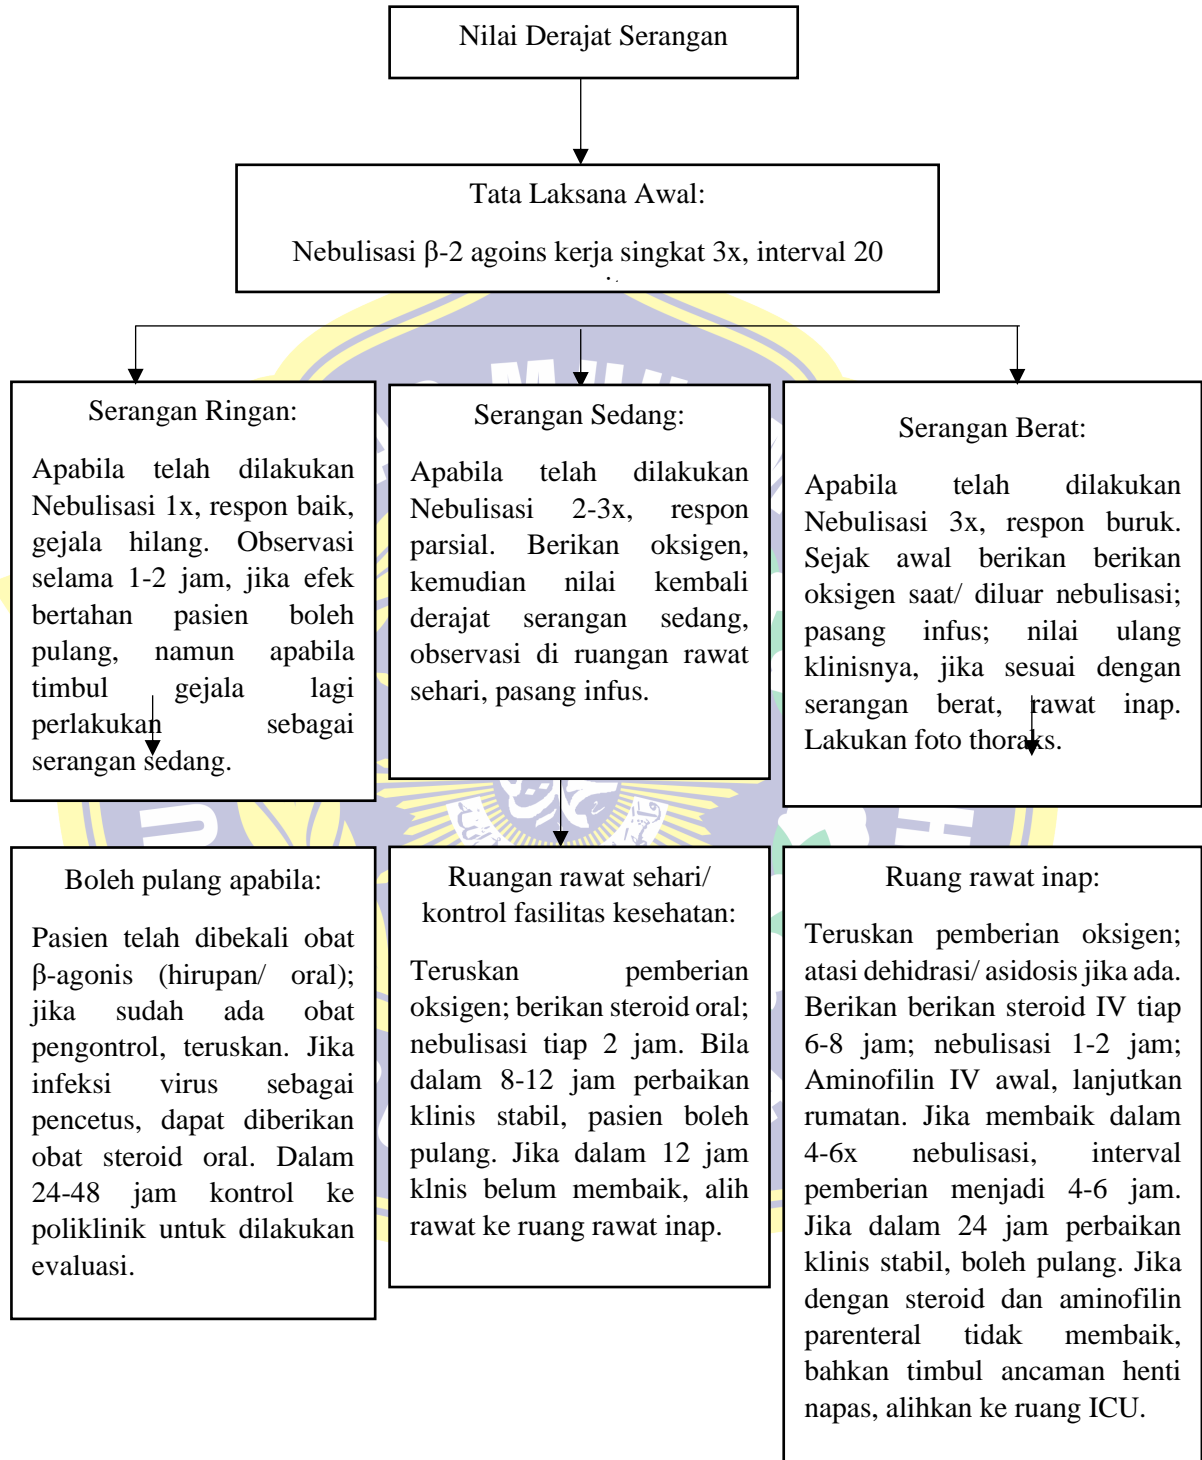 Nilai Derajat Serangan
Tata Laksana Awal:
Nebulisasi β-2 agoins kerja singkat 3x, interval 20
Serangan Ringan:
Apabila telah dilakukan
Nebulisasi 1x, respon baik,
gejala hilang. Observasi
selama 1-2 jam, jika efek
bertahan pasien boleh
pulang, namun apabila
timbul gejala lagi
perlakukan sebagai
serangan sedang.
Serangan Sedang:
Apabila telah dilakukan
Nebulisasi 2-3x, respon
parsial. Berikan oksigen,
kemudian nilai kembali
derajat serangan sedang,
observasi di ruangan rawat
sehari, pasang infus.
Serangan Berat:
Apabila telah dilakukan
Nebulisasi 3x, respon buruk.
Sejak awal berikan berikan
oksigen saat/ diluar nebulisasi;
pasang infus; nilai ulang
klinisnya, jika sesuai dengan
serangan berat, rawat inap.
Lakukan foto thoraks.
Boleh pulang apabila:
Pasien telah dibekali obat
β-agonis (hirupan/ oral);
jika sudah ada obat
pengontrol, teruskan. Jika
infeksi virus sebagai
pencetus, dapat diberikan
obat steroid oral. Dalam
24-48 jam kontrol ke
poliklinik untuk dilakukan
evaluasi.
Ruangan rawat sehari/
kontrol fasilitas kesehatan:
Teruskan pemberian
oksigen; berikan steroid oral;
nebulisasi tiap 2 jam. Bila
dalam 8-12 jam perbaikan
klinis stabil, pasien boleh
pulang. Jika dalam 12 jam
klnis belum membaik, alih
rawat ke ruang rawat inap.
Ruang rawat inap:
Teruskan pemberian oksigen;
atasi dehidrasi/ asidosis jika ada.
Berikan berikan steroid IV tiap
6-8 jam; nebulisasi 1-2 jam;
Aminofilin IV awal, lanjutkan
rumatan. Jika membaik dalam
4-6x nebulisasi, interval
pemberian menjadi 4-6 jam.
Jika dalam 24 jam perbaikan
klinis stabil, boleh pulang. Jika
dengan steroid dan aminofilin
parenteral tidak membaik,
bahkan timbul ancaman henti
napas, alihkan ke ruang ICU.